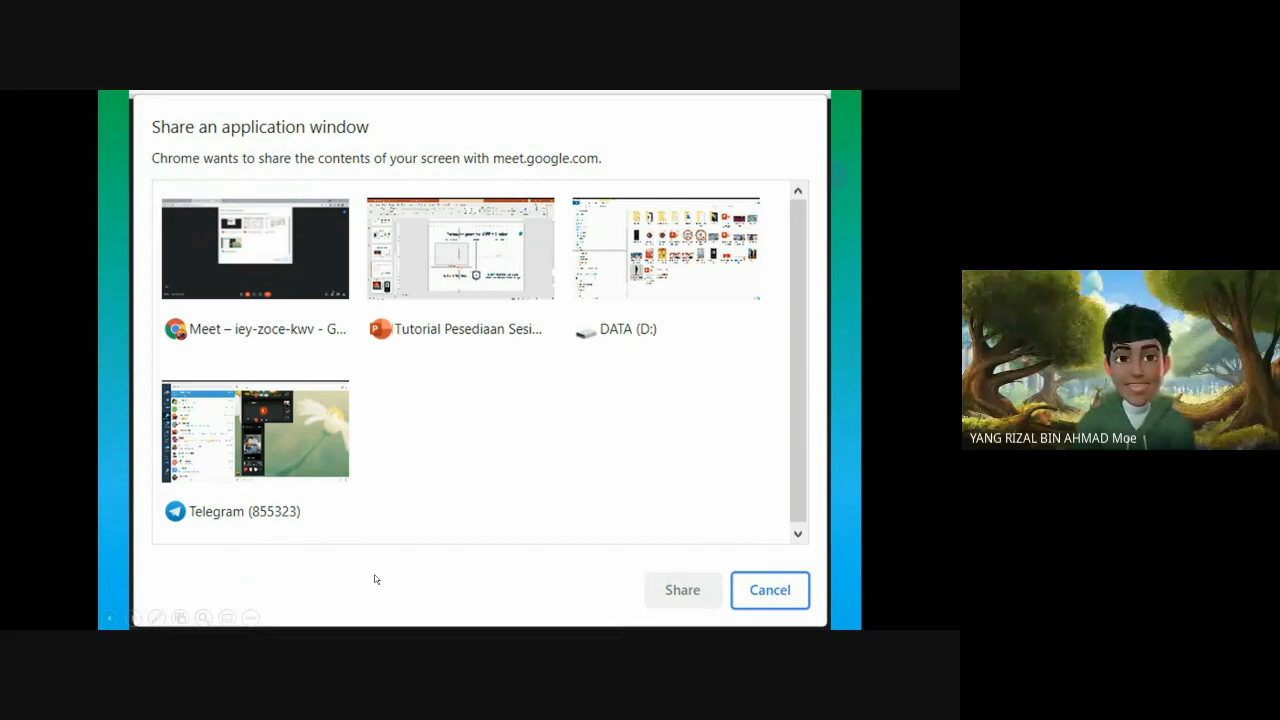 Share an application window
Chrome wants to share the contents of your screen with meet.google.com.
Meet – iey-zoce-kwv - G...
Tutorial Pesediaan Sesi...
DATA (D:)
Telegram (855323)
Share
Cancel
YANG RIZAL BIN AHMAD Moe